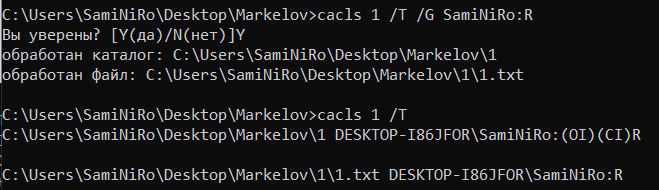 C:\Users\SamiNiRo\Desktop\Markelov>cacls 1 /T /G SamiNiRo:R
Вы уверены? [Y(да)/N(нет)]Y
обработан каталог: C:\Users\SamiNiRo\Desktop\Markelov\1
обработан файл: C:\Users\SamiNiRo\Desktop\Markelov\1\1.txt
C:\Users\SamiNiRo\Desktop\Markelov>cacls 1 /T
C:\Users\SamiNiRo\Desktop\Markelov\1 DESKTOP-I86JFOR\SamiNiRo:(OI)(CI)R
C:\Users\SamiNiRo\Desktop\Markelov\1\1.txt DESKTOP-I86JFOR\SamiNiRo:R